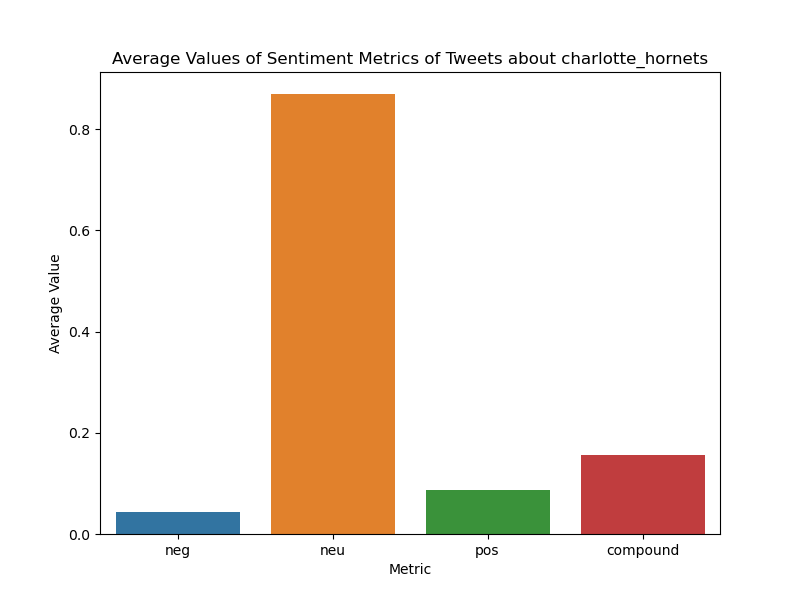 Average Values of Sentiment Metrics of Tweets about charlotte_hornets
Average Value
0.8
0.6
0.4
0.2
0.0
neg neu pos compound
Metric